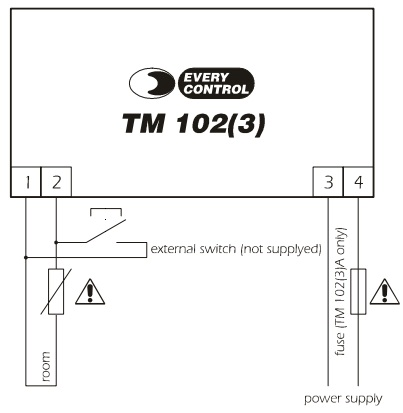 EVERY
CONTROL
TM 102(3)
1 2 3 4
external switch (not supplyed)
fuse (TM 102(3)A only)
room
power supply